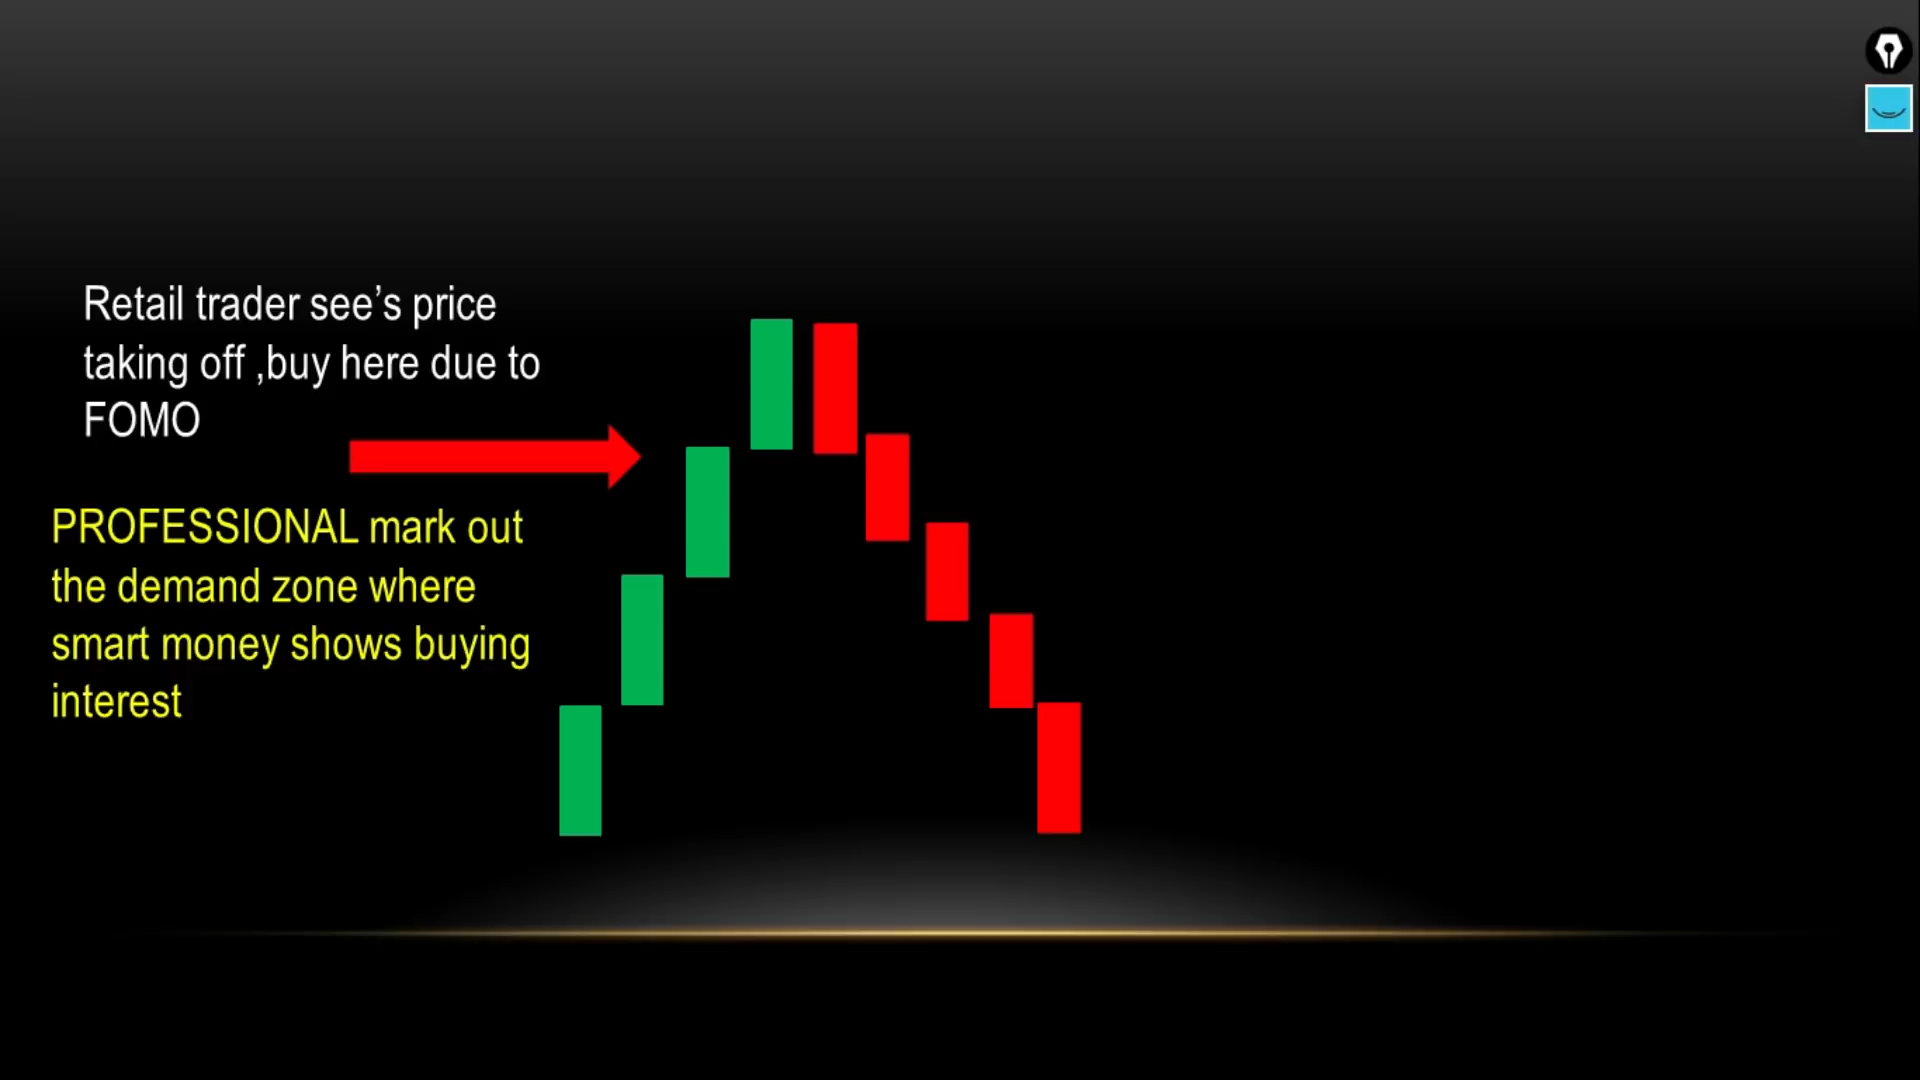 Retail trader see’s price
taking off ,buy here due to
FOMO
PROFESSIONAL mark out
the demand zone where
smart money shows buying
interest